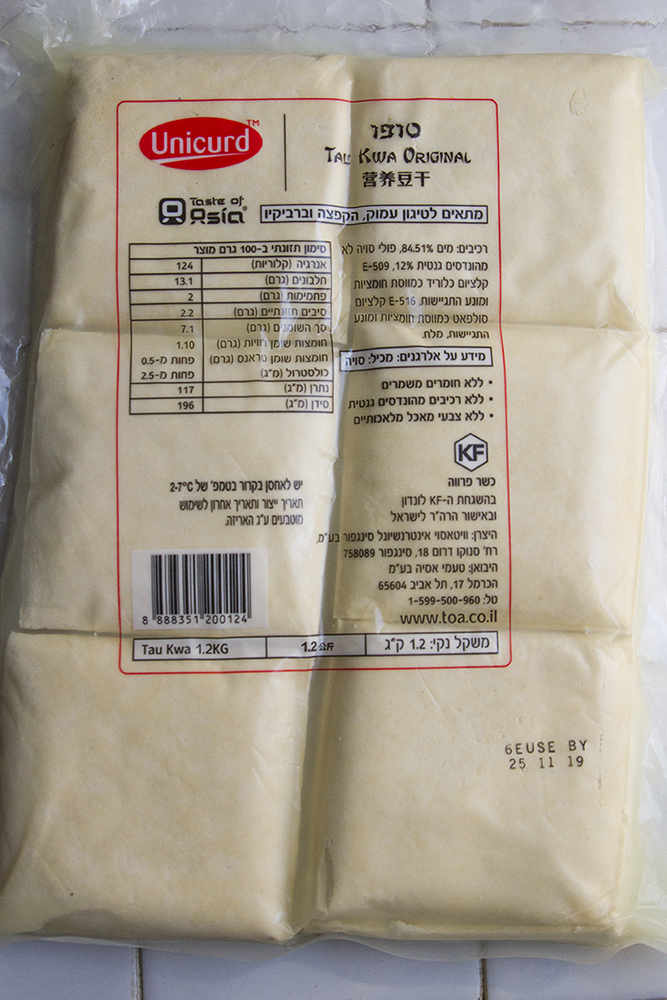 Unicurd™
טופו
Tau Kwa Original
营养豆干
Taste of
Asia®
מתאים לטיגון עמוק, הקפצה וברביקיו
רכיבים: מים 84.51%, פולי סויה לא
מהונדסים גנטית 12%, E-509
קלציום כלוריד כמווסת חומציות
ומונע התגיישות, E-516 קלציום
סולפאט כמווסת חומציות ומונע
התגיישות, מלח.
מידע על אלרגנים: מכיל: סויה
• ללא חומרים משמרים
• ללא רכיבים מהונדסים גנטית
• ללא צבעי מאכל מלאכותיים
סימון תזונתי ב-100 גרם מוצר
אנרגיה (קלוריות) 124
חלבונים (גרם) 13.1
פחמימות (גרם) 2
סיבים תזונתיים (גרם) 2.2
סך השומנים (גרם) 7.1
חומצות שומן רוויות (גרם) 1.10
חומצות שומן טראנס (גרם) פחות מ-0.5
כולסטרול (מ"ג) פחות מ-2.5
נתרן (מ"ג) 117
סידן (מ"ג) 196
KF
כשר פרווה
בהשגחת ה-KF לונדון
ובאישור הרה"ר לישראל
היצרן: וויטאסוי אינטרנשיונל סינגפור בע"מ,
רח' סנוקו דרום 18, סינגפור 758089
היבואן: טעמי אסיה בע"מ
הכרמל 17, תל אביב 65604
טל: 1-599-500-960
www.toa.co.il
יש לאחסן בקרור בטמפ' של 2-7°C
תאריך ייצור ותאריך אחרון לשימוש
מוטבעים ע"ג האריזה.
8 888351 200124
Tau Kwa 1.2KG
1.2公斤
משקל נקי: 1.2 ק"ג
6EUSE BY
25 11 19